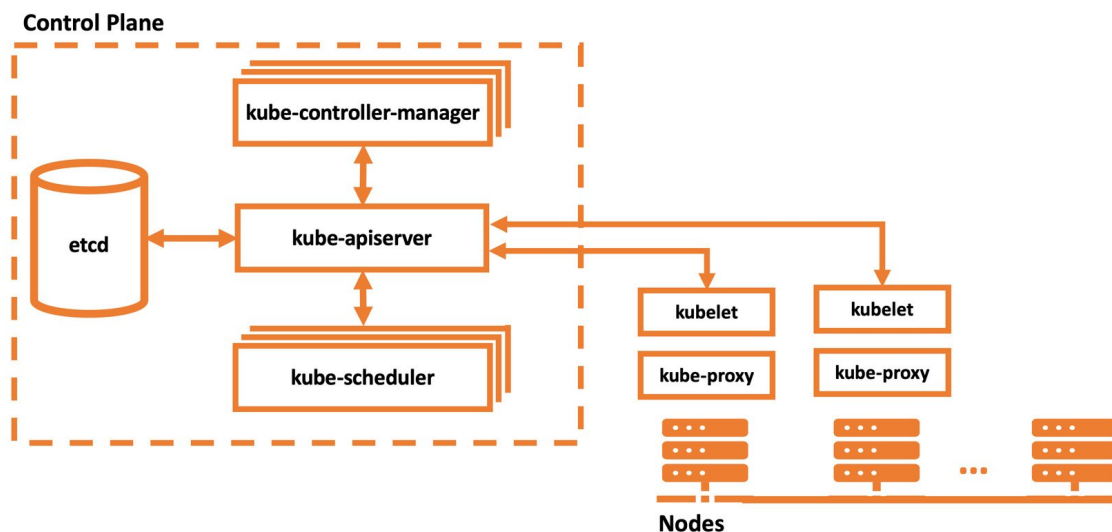 Control Plane
kube-controller-manager
etcd
kube-apiserver
kube-scheduler
kubelet
kubelet
kube-proxy
kube-proxy
...
Nodes